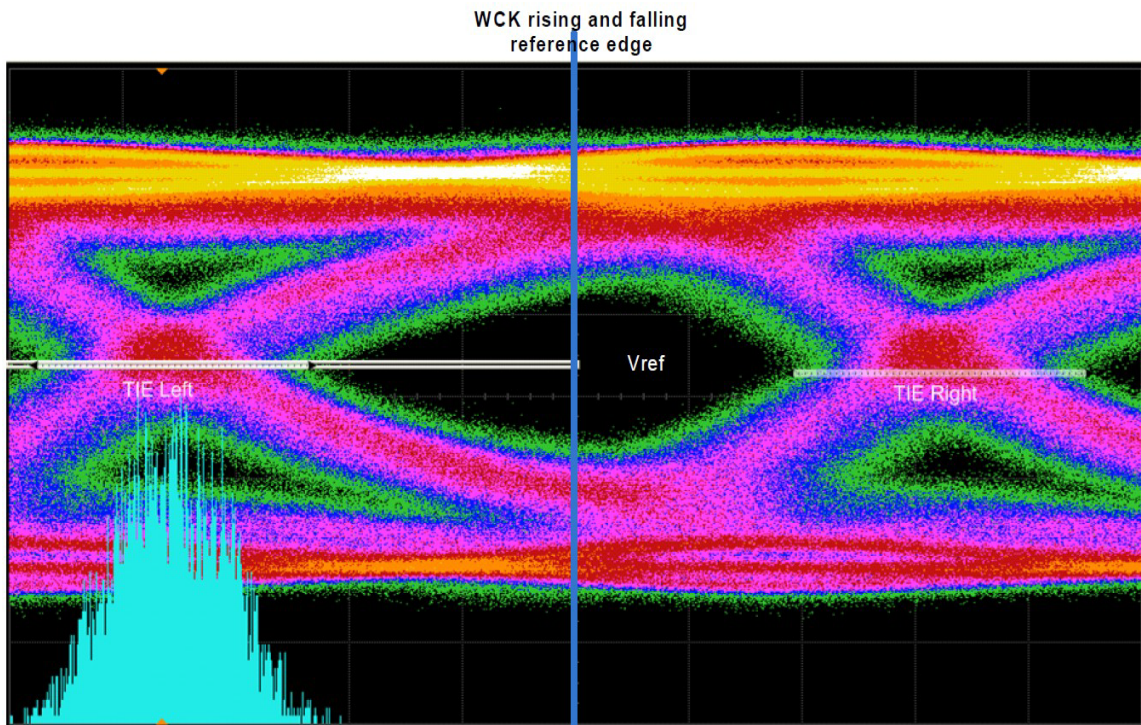 WCK rising and falling
reference edge
Vref
TIE Left
TIE Right